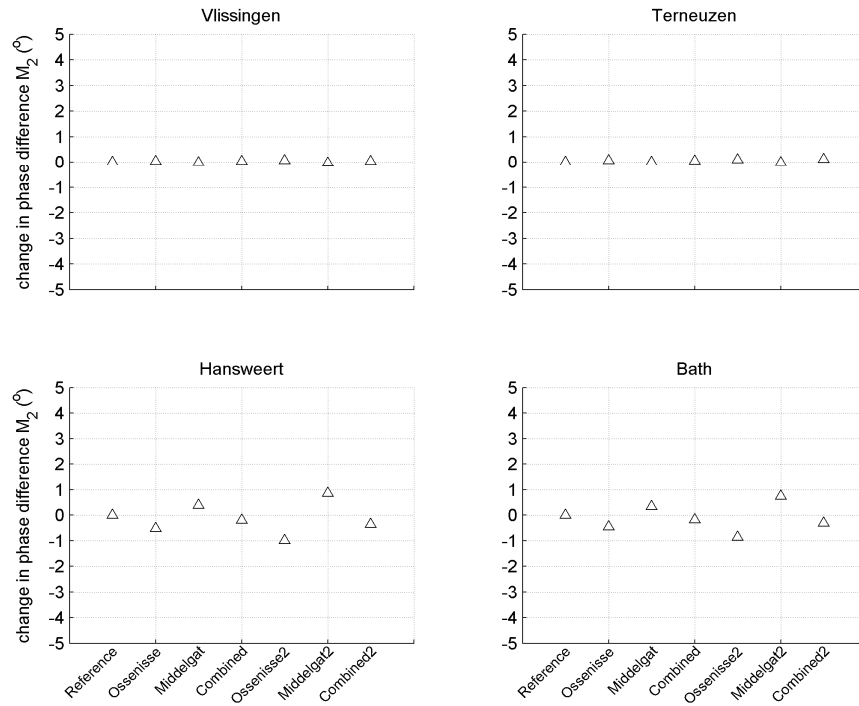 Vlissingen
5
4
3
2
1
0
-1
-2
-3
-4
-5
change in phase difference M2 (o)
Terneuzen
5
4
3
2
1
0
-1
-2
-3
-4
-5
Hansweert
5
4
3
2
1
0
-1
-2
-3
-4
-5
change in phase difference M2 (o)
Reference
Ossenisse
Middelgat
Combined
Ossenisse2
Middelgat2
Combined2
Bath
5
4
3
2
1
0
-1
-2
-3
-4
-5
Reference
Ossenisse
Middelgat
Combined
Ossenisse2
Middelgat2
Combined2